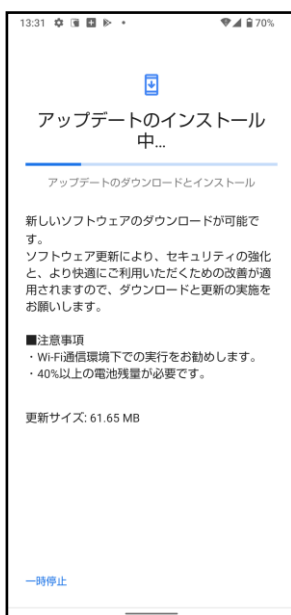 13:31 70%
アップデートのインストール
中...
アップデートのダウンロードとインストール
新しいソフトウェアのダウンロードが可能で
す。
ソフトウェア更新により、セキュリティの強化
と、より快適にご利用いただくための改善が適
用されますので、ダウンロードと更新の実施を
お願いします。
■注意事項
・Wi-Fi通信環境下での実行をお勧めします。
・40%以上の電池残量が必要です。
更新サイズ: 61.65 MB
一時停止